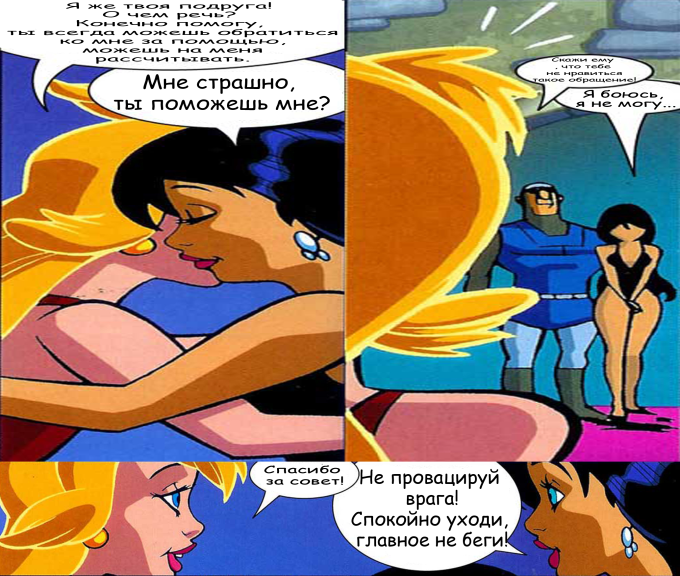 Я же твоя подруга!
О чем речь?
Конечно помогу,
ты всегда можешь обратиться
ко мне за помощью,
можешь на меня
рассчитывать.
Мне страшно,
ты поможешь мне?
Скажи ему
, что тебе
не нравиться
такое обращение!
Я боюсь,
я не могу...
Спасибо
за совет!
Не провацируй
врага!
Спокойно уходи,
главное не беги!